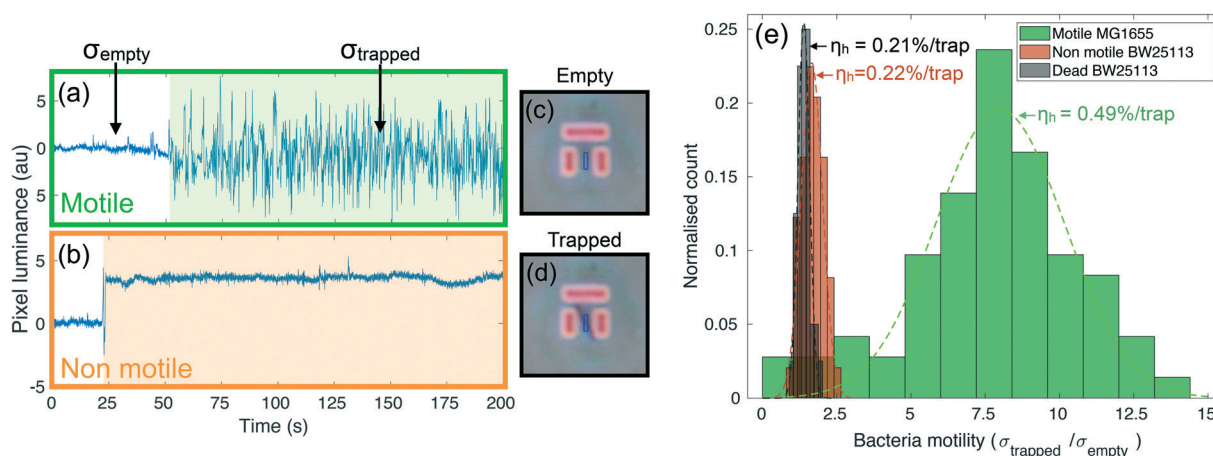 σempty
σtrapped
(a)
5
0
5
Motile
(b)
5
0
-5
Non motile
0
25
50
75
100
125
150
175
200
Time (s)
Pixel luminance (au)
Empty
(c)
Trapped
(d)
(e)
0.25
0.2
0.15
0.1
0.05
0
Normalised count
ηh = 0.21%/trap
ηh=0.22%/trap
ηh = 0.49%/trap
Motile MG1655
Non motile BW25113
Dead BW25113
0
2.5
5
7.5
10
12.5
15
Bacteria motility (σtrapped/σempty)